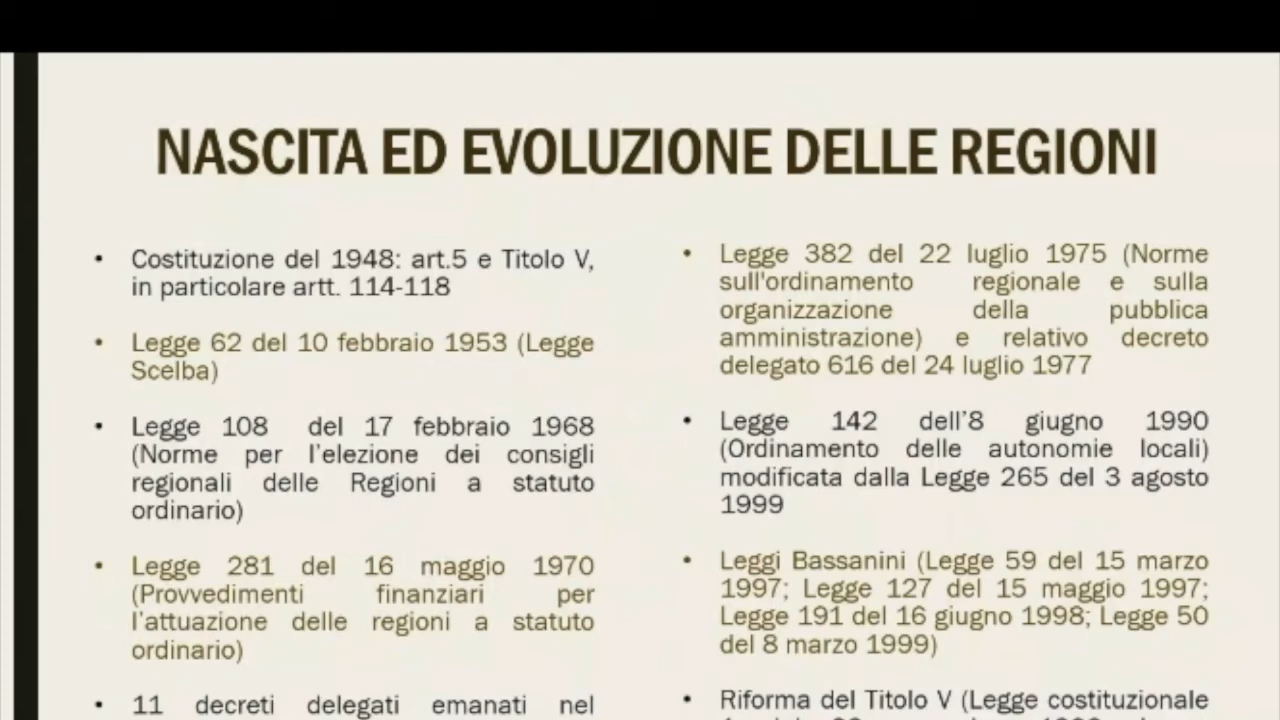 NASCITA ED EVOLUZIONE DELLE REGIONI
• Costituzione del 1948: art.5 e Titolo V,
in particolare artt. 114-118
• Legge 62 del 10 febbraio 1953 (Legge
Scelba)
• Legge 108 del 17 febbraio 1968
(Norme per l'elezione dei consigli
regionali delle Regioni a statuto
ordinario)
• Legge 281 del 16 maggio 1970
(Provvedimenti finanziari per
l'attuazione delle regioni a statuto
ordinario)
• 11 decreti delegati emanati nel
• Legge 382 del 22 luglio 1975 (Norme
sull'ordinamento regionale e sulla
organizzazione della pubblica
amministrazione) e relativo decreto
delegato 616 del 24 luglio 1977
• Legge 142 dell'8 giugno 1990
(Ordinamento delle autonomie locali)
modificata dalla Legge 265 del 3 agosto
1999
• Leggi Bassanini (Legge 59 del 15 marzo
1997; Legge 127 del 15 maggio 1997;
Legge 191 del 16 giugno 1998; Legge 50
del 8 marzo 1999)
• Riforma del Titolo V (Legge costituzionale